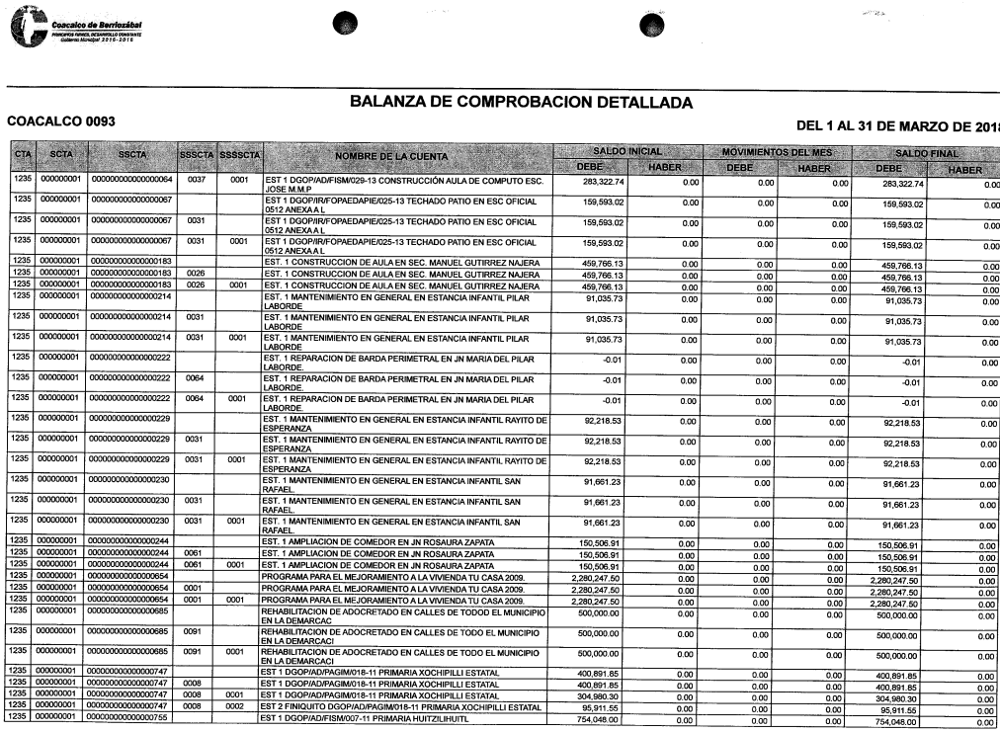 Coacalco de Berriozábal
PRINCIPIOS FIRMES, DESARROLLO CONSTANTE
Gobierno Municipal 2016-2018
BALANZA DE COMPROBACION DETALLADA
COACALCO 0093
DEL 1 AL 31 DE MARZO DE 2018
CTA SCTA SSCTA SSSCTA SSSSCTA NOMBRE DE LA CUENTA SALDO INICIAL MOVIMIENTOS DEL MES SALDO FINAL
DEBE HABER DEBE HABER DEBE HABER
1235 000000001 000000000000000064 0037 0001 EST 1 DGOP/AD/FISM/029-13 CONSTRUCCIÓN AULA DE COMPUTO ESC. 283,322.74 0.00 0.00 0.00 283,322.74 0.00
JOSE M.M.P
1235 000000001 000000000000000067 EST 1 DGOP/IR/FOPAEDAPIE/025-13 TECHADO PATIO EN ESC OFICIAL 159,593.02 0.00 0.00 0.00 159,593.02 0.00
0512 ANEXA A L
1235 000000001 000000000000000067 0031 EST 1 DGOP/IR/FOPAEDAPIE/025-13 TECHADO PATIO EN ESC OFICIAL 159,593.02 0.00 0.00 0.00 159,593.02 0.00
0512 ANEXA A L
1235 000000001 000000000000000067 0031 0001 EST 1 DGOP/IR/FOPAEDAPIE/025-13 TECHADO PATIO EN ESC OFICIAL 159,593.02 0.00 0.00 0.00 159,593.02 0.00
0512 ANEXA A L
1235 000000001 000000000000000183 EST. 1 CONSTRUCCION DE AULA EN SEC. MANUEL GUTIRREZ NAJERA 459,766.13 0.00 0.00 0.00 459,766.13 0.00
1235 000000001 000000000000000183 0026 EST. 1 CONSTRUCCION DE AULA EN SEC. MANUEL GUTIRREZ NAJERA 459,766.13 0.00 0.00 0.00 459,766.13 0.00
1235 000000001 000000000000000183 0026 0001 EST. 1 CONSTRUCCION DE AULA EN SEC. MANUEL GUTIRREZ NAJERA 459,766.13 0.00 0.00 0.00 459,766.13 0.00
1235 000000001 000000000000000214 EST. 1 MANTENIMIENTO EN GENERAL EN ESTANCIA INFANTIL PILAR 91,035.73 0.00 0.00 0.00 91,035.73 0.00
LABORDE
1235 000000001 000000000000000214 0031 EST. 1 MANTENIMIENTO EN GENERAL EN ESTANCIA INFANTIL PILAR 91,035.73 0.00 0.00 0.00 91,035.73 0.00
LABORDE
1235 000000001 000000000000000214 0031 0001 EST. 1 MANTENIMIENTO EN GENERAL EN ESTANCIA INFANTIL PILAR 91,035.73 0.00 0.00 0.00 91,035.73 0.00
LABORDE
1235 000000001 000000000000000222 EST. 1 REPARACION DE BARDA PERIMETRAL EN JN MARIA DEL PILAR -0.01 0.00 0.00 0.00 -0.01 0.00
LABORDE.
1235 000000001 000000000000000222 0064 EST. 1 REPARACION DE BARDA PERIMETRAL EN JN MARIA DEL PILAR -0.01 0.00 0.00 0.00 -0.01 0.00
LABORDE.
1235 000000001 000000000000000222 0064 0001 EST. 1 REPARACION DE BARDA PERIMETRAL EN JN MARIA DEL PILAR -0.01 0.00 0.00 0.00 -0.01 0.00
LABORDE.
1235 000000001 000000000000000229 EST. 1 MANTENIMIENTO EN GENERAL EN ESTANCIA INFANTIL RAYITO DE 92,218.53 0.00 0.00 0.00 92,218.53 0.00
ESPERANZA
1235 000000001 000000000000000229 0031 EST. 1 MANTENIMIENTO EN GENERAL EN ESTANCIA INFANTIL RAYITO DE 92,218.53 0.00 0.00 0.00 92,218.53 0.00
ESPERANZA
1235 000000001 000000000000000229 0031 0001 EST. 1 MANTENIMIENTO EN GENERAL EN ESTANCIA INFANTIL RAYITO DE 92,218.53 0.00 0.00 0.00 92,218.53 0.00
ESPERANZA
1235 000000001 000000000000000230 EST. 1 MANTENIMIENTO EN GENERAL EN ESTANCIA INFANTIL SAN 91,661.23 0.00 0.00 0.00 91,661.23 0.00
RAFAEL.
1235 000000001 000000000000000230 0031 EST. 1 MANTENIMIENTO EN GENERAL EN ESTANCIA INFANTIL SAN 91,661.23 0.00 0.00 0.00 91,661.23 0.00
RAFAEL.
1235 000000001 000000000000000230 0031 0001 EST. 1 MANTENIMIENTO EN GENERAL EN ESTANCIA INFANTIL SAN 91,661.23 0.00 0.00 0.00 91,661.23 0.00
RAFAEL.
1235 000000001 000000000000000244 EST. 1 AMPLIACION DE COMEDOR EN JN ROSAURA ZAPATA 150,506.91 0.00 0.00 0.00 150,506.91 0.00
1235 000000001 000000000000000244 0061 EST. 1 AMPLIACION DE COMEDOR EN JN ROSAURA ZAPATA 150,506.91 0.00 0.00 0.00 150,506.91 0.00
1235 000000001 000000000000000244 0061 0001 EST. 1 AMPLIACION DE COMEDOR EN JN ROSAURA ZAPATA 150,506.91 0.00 0.00 0.00 150,506.91 0.00
1235 000000001 000000000000000654 PROGRAMA PARA EL MEJORAMIENTO A LA VIVIENDA TU CASA 2009. 2,280,247.50 0.00 0.00 0.00 2,280,247.50 0.00
1235 000000001 000000000000000654 0001 PROGRAMA PARA EL MEJORAMIENTO A LA VIVIENDA TU CASA 2009. 2,280,247.50 0.00 0.00 0.00 2,280,247.50 0.00
1235 000000001 000000000000000654 0001 0001 PROGRAMA PARA EL MEJORAMIENTO A LA VIVIENDA TU CASA 2009. 2,280,247.50 0.00 0.00 0.00 2,280,247.50 0.00
1235 000000001 000000000000000685 REHABILITACION DE ADOCRETADO EN CALLES DE TODOD EL MUNICIPIO 500,000.00 0.00 0.00 0.00 500,000.00 0.00
EN LA DEMARCAC
1235 000000001 000000000000000685 0091 REHABILITACION DE ADOCRETADO EN CALLES DE TODO EL MUNICIPIO 500,000.00 0.00 0.00 0.00 500,000.00 0.00
EN LA DEMARCACI
1235 000000001 000000000000000685 0091 0001 REHABILITACION DE ADOCRETADO EN CALLES DE TODO EL MUNICIPIO 500,000.00 0.00 0.00 0.00 500,000.00 0.00
EN LA DEMARCACI
1235 000000001 000000000000000747 EST 1 DGOP/AD/PAGIM/018-11 PRIMARIA XOCHIPILLI ESTATAL 400,891.85 0.00 0.00 0.00 400,891.85 0.00
1235 000000001 000000000000000747 0008 EST 1 DGOP/AD/PAGIM/018-11 PRIMARIA XOCHIPILLI ESTATAL 400,891.85 0.00 0.00 0.00 400,891.85 0.00
1235 000000001 000000000000000747 0008 0001 EST 1 DGOP/AD/PAGIM/018-11 PRIMARIA XOCHIPILLI ESTATAL 304,980.30 0.00 0.00 0.00 304,980.30 0.00
1235 000000001 000000000000000747 0008 0002 EST 2 FINIQUITO DGOP/AD/PAGIM/018-11 PRIMARIA XOCHIPILLI ESTATAL 95,911.55 0.00 0.00 0.00 95,911.55 0.00
1235 000000001 000000000000000755 EST 1 DGOP/AD/FISM/007-11 PRIMARIA HUITZILIHUITL 754,048.00 0.00 0.00 0.00 754,048.00 0.00